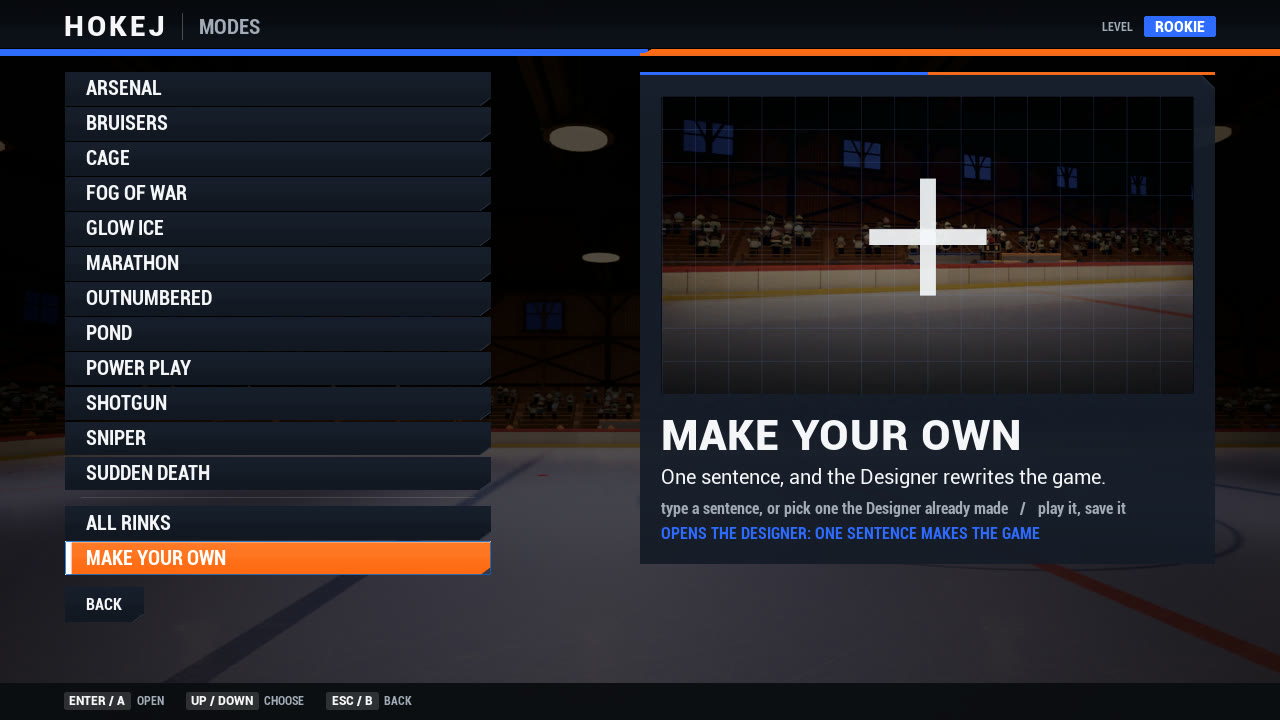 HOKEJ
MODES
LEVEL ROOKIE
ARSENAL
BRUISERS
CAGE
FOG OF WAR
GLOW ICE
MARATHON
OUTNUMBERED
POND
POWER PLAY
SHOTGUN
SNIPER
SUDDEN DEATH
ALL RINKS
MAKE YOUR OWN
BACK
MAKE YOUR OWN
One sentence, and the Designer rewrites the game.
type a sentence, or pick one the Designer already made / play it, save it
OPENS THE DESIGNER: ONE SENTENCE MAKES THE GAME
ENTER / A OPEN UP / DOWN CHOOSE ESC / B BACK